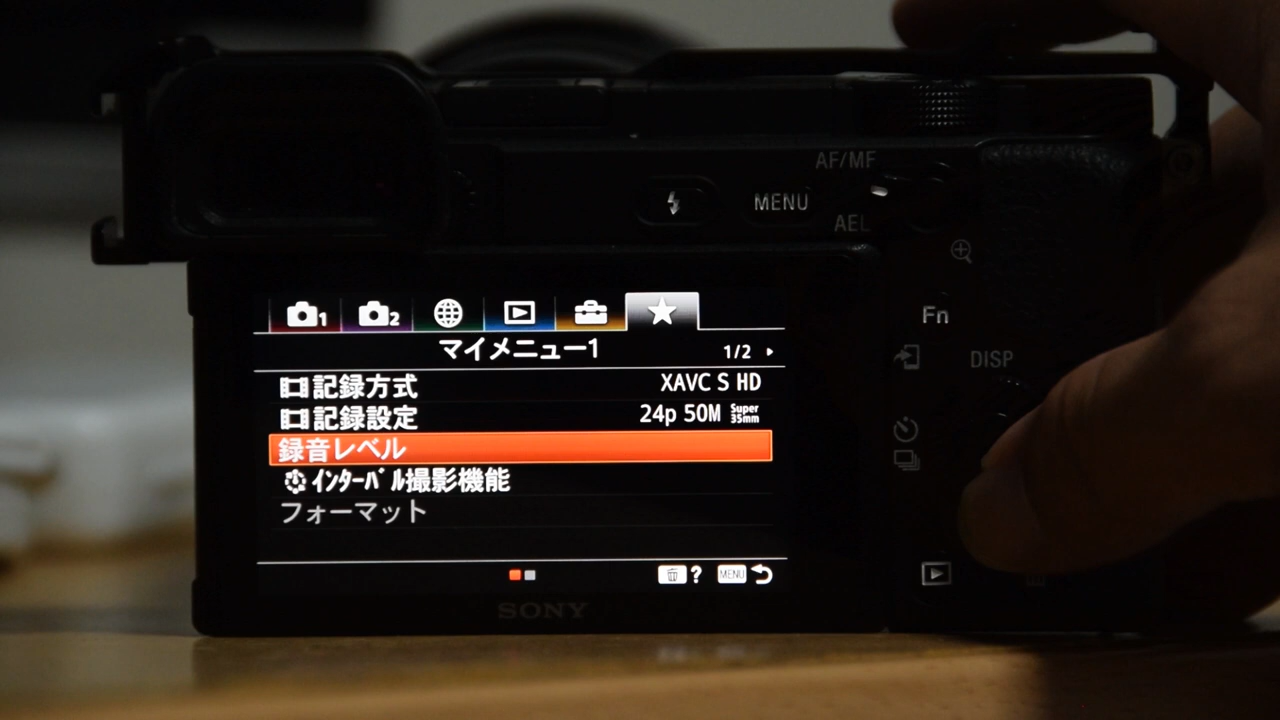 AF/MF
MENU
AEL
Fn
DISP
1
2
マイメニュー1
1/2
記録方式 XAVC S HD
記録設定 24p 50M Super 35mm
録音レベル
インターバル撮影機能
フォーマット
? MENU
SONY